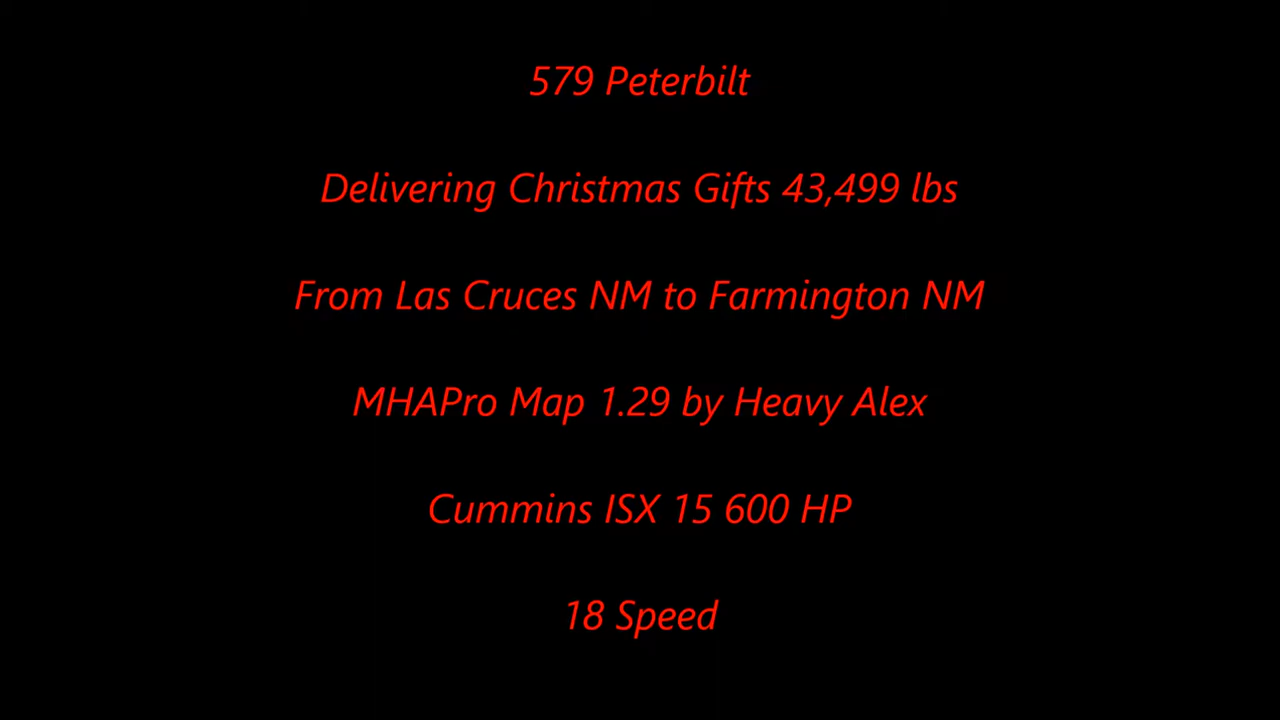 579 Peterbilt
Delivering Christmas Gifts 43,499 lbs
From Las Cruces NM to Farmington NM
MHAPro Map 1.29 by Heavy Alex
Cummins ISX 15 600 HP
18 Speed